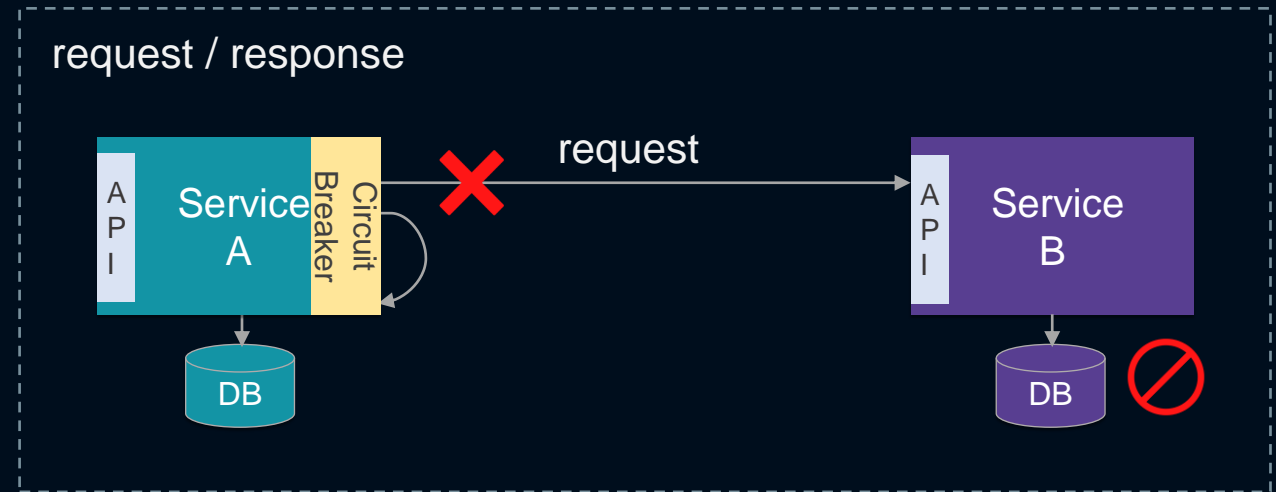 request / response
request
A
P
I
Service
A
Circuit
Breaker
A
P
I
Service
B
DB
DB